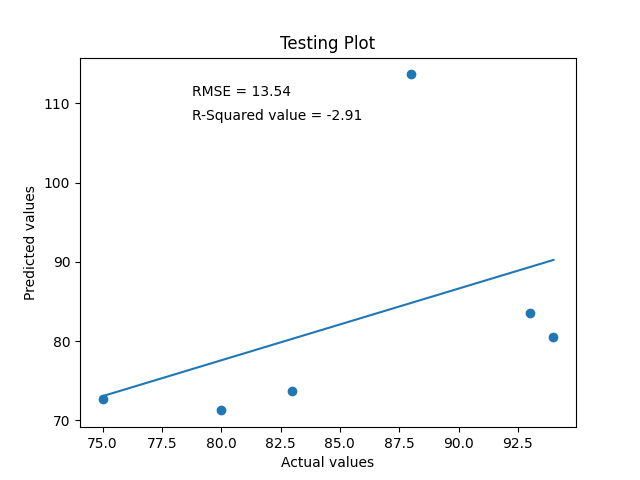 Testing Plot
RMSE = 13.54
R-Squared value = -2.91
Predicted values
110
100
90
80
70
75.0 77.5 80.0 82.5 85.0 87.5 90.0 92.5
Actual values